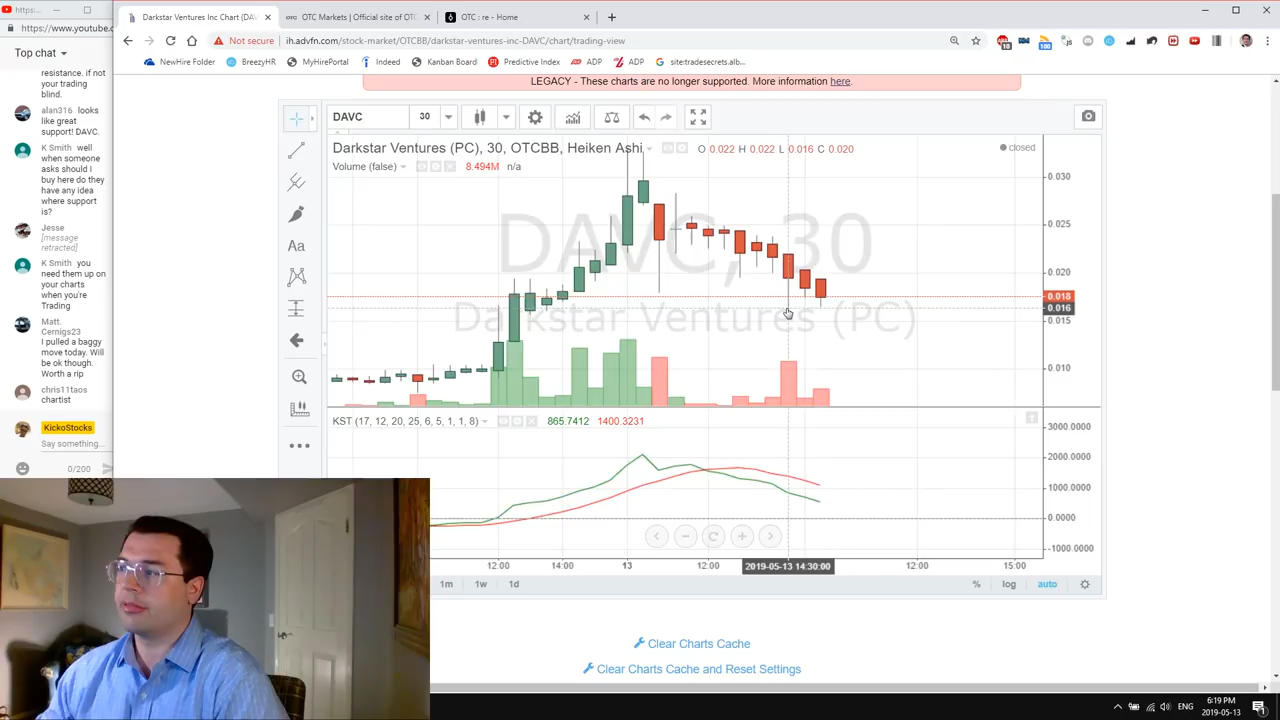 https:
https://www.youtube.c
Darkstar Ventures Inc Chart (DAV
OTC Markets | Official site of OT
OTC : re - Home
Not secure
ih.advfn.com/stock-market/OTCBB/darkstar-ventures-inc-DAVC/chart/trading-view
10
100
NewHire Folder
BreezyHR
MyHirePortal
Indeed
Kanban Board
Predictive Index
ADP
ADP
site:tradesecrets.alb...
Top chat
resistance. if not
your trading
blind.
alan316 looks
like great
support! DAVC.
K Smith well
when someone
asks should I
buy here do they
have any idea
where support
is?
Jesse
[message
retracted]
K Smith you
need them up on
your charts
when you're
Trading
Matt.
Cernigs23
I pulled a baggy
move today. Will
be ok though.
Worth a rip
chris11taos
chartist
KickoStocks
Say something...
0/200
LEGACY - These charts are no longer supported. More information here.
DAVC
30
Darkstar Ventures (PC), 30, OTCBB, Heiken Ashi
O 0.022 H 0.022 L 0.016 C 0.020
closed
Volume (false)
8.494M n/a
DAVC, 30
Darkstar Ventures (PC)
Aa
0.030
0.025
0.020
0.018
0.016
0.015
0.010
KST (17, 12, 20, 25, 6, 5, 1, 1, 8)
865.7412 1400.3231
3000.0000
2000.0000
1000.0000
0.0000
-1000.0000
12:00
14:00
13
12:00
2019-05-13 14:30:00
12:00
15:00
1m
1w
1d
%
log
auto
Clear Charts Cache
Clear Charts Cache and Reset Settings
ENG
6:19 PM
2019-05-13
1